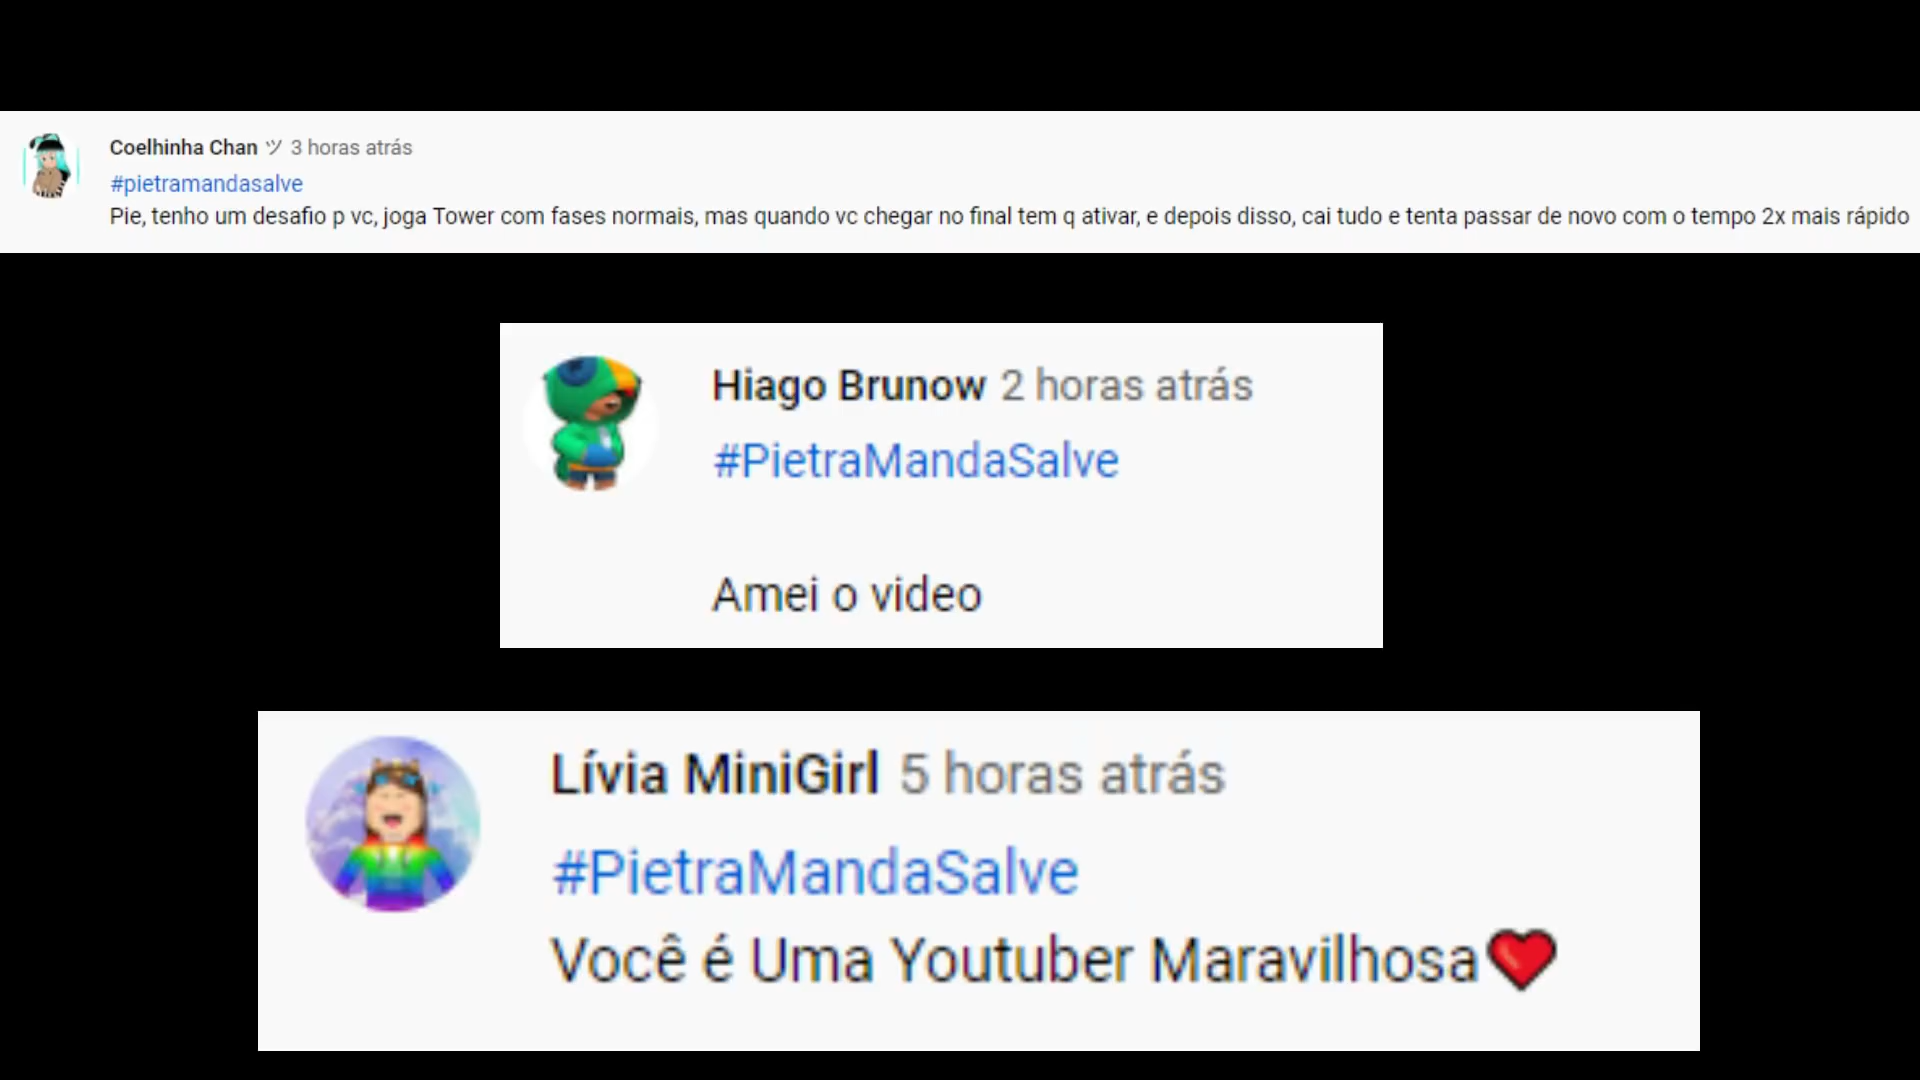 Coelhinha Chan ツ 3 horas atrás
#pietramandasalve
Pie, tenho um desafio p vc, joga Tower com fases normais, mas quando vc chegar no final tem q ativar, e depois disso, cai tudo e tenta passar de novo com o tempo 2x mais rápido
Hiago Brunow 2 horas atrás
#PietraMandaSalve
Amei o video
Lívia MiniGirl 5 horas atrás
#PietraMandaSalve
Você é Uma Youtuber Maravilhosa❤️